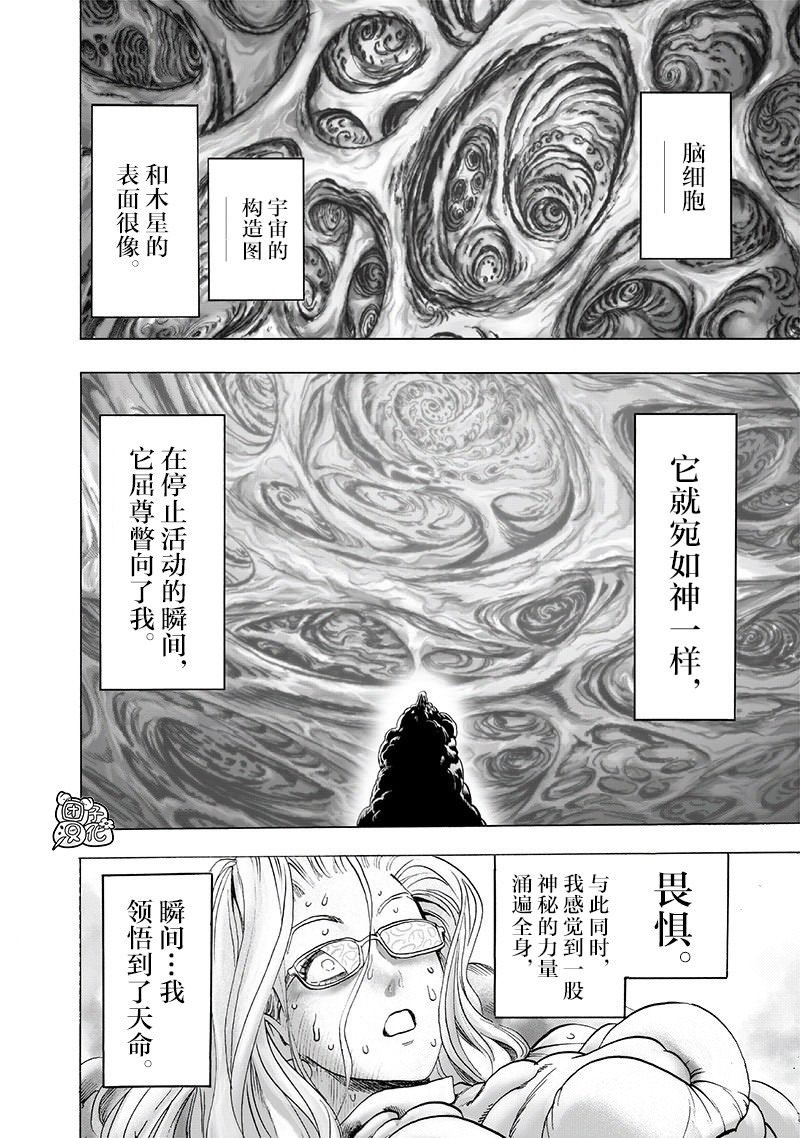 脑细胞——
宇宙的
构造图——
和木星的
表面很像。
它就宛如神一样，
在停止活动的瞬间，
它屈尊瞥向了我。
畏惧。
与此同时，
我感觉到一股
神秘的力量
涌遍全身，
瞬间…我
领悟到了天命。